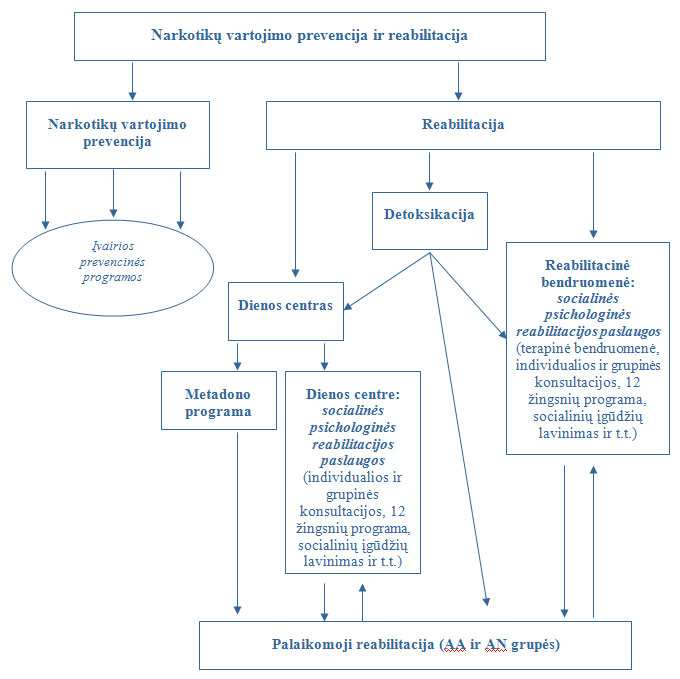 Narkotikų vartojimo prevencija ir reabilitacija
Narkotikų vartojimo
prevencija
Reabilitacija
Detoksikacija
Įvairios
prevencinės
programos
Reabilitacinė
bendruomenė:
socialinės
psichologinės
reabilitacijos paslaugos
(terapinė bendruomenė,
individualios ir grupinės
konsultacijos, 12
žingsnių programa,
socialinių įgūdžių
lavinimas ir t.t.)
Dienos centras
Metadono
programa
Dienos centre:
socialinės
psichologinės
reabilitacijos
paslaugos
(individualios ir
grupinės
konsultacijos, 12
žingsnių programa,
socialinių įgūdžių
lavinimas ir t.t.)
Palaikomoji reabilitacija (AA ir AN grupės)